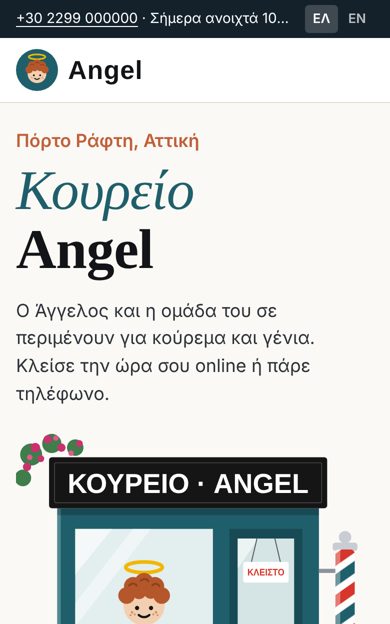 +30 2299 000000 · Σήμερα ανοιχτά 10... ΕΛ EN
Angel
Πόρτο Ράφτη, Αττική
Κουρείο
Angel
Ο Άγγελος και η ομάδα του σε
περιμένουν για κούρεμα και γένια.
Κλείσε την ώρα σου online ή πάρε
τηλέφωνο.
ΚΟΥΡΕΙΟ · ANGEL
ΚΛΕΙΣΤΟ